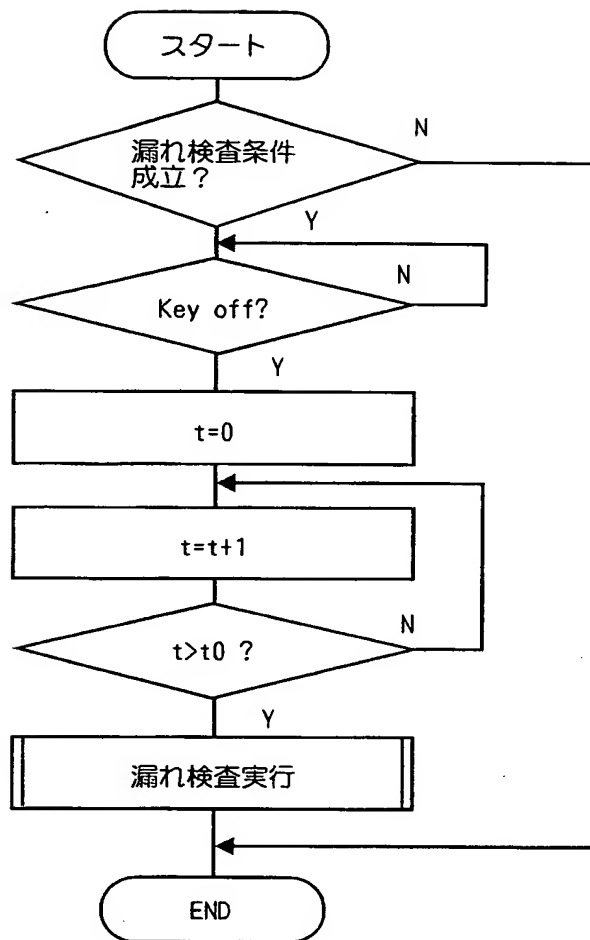 スタート
N
漏れ検査条件
成立？
Y
N
Key off?
Y
t=0
t=t+1
N
t>t0 ?
Y
漏れ検査実行
END